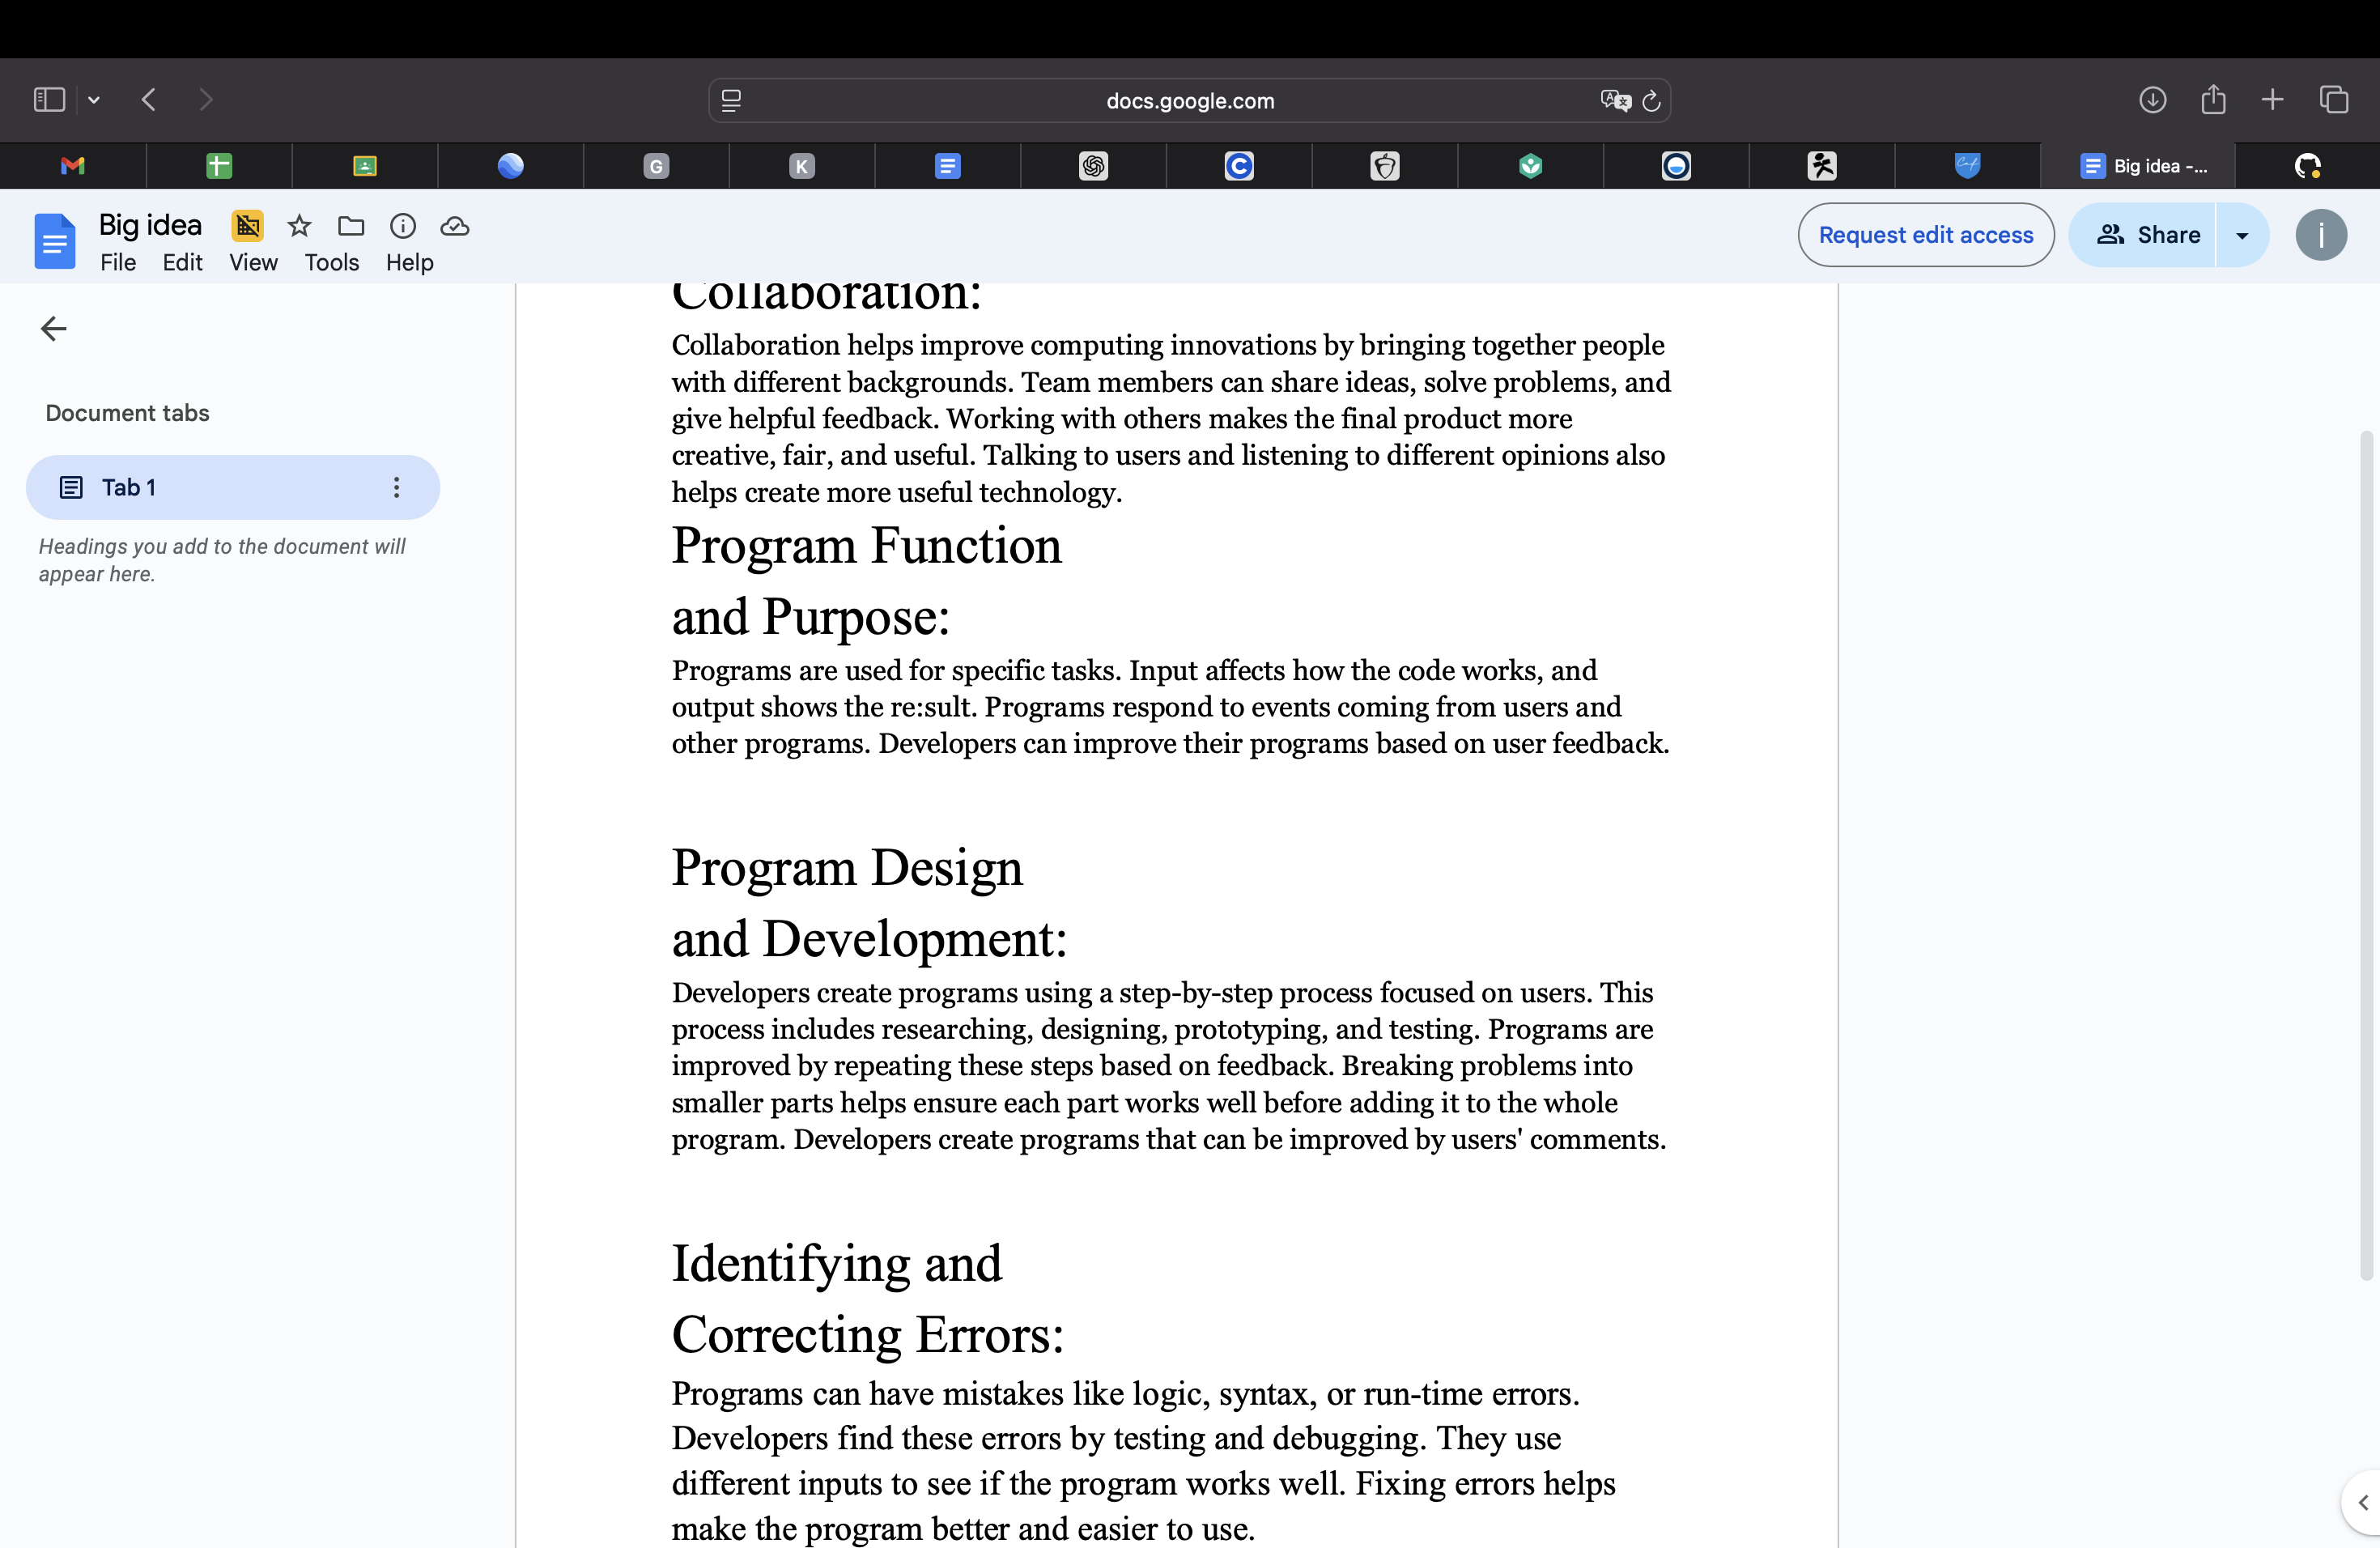 docs.google.com
G
K
Big idea -...
Big idea
File Edit View Tools Help
Request edit access
Share
i
Document tabs
Tab 1
Headings you add to the document will
appear here.
Collaboration:
Collaboration helps improve computing innovations by bringing together people
with different backgrounds. Team members can share ideas, solve problems, and
give helpful feedback. Working with others makes the final product more
creative, fair, and useful. Talking to users and listening to different opinions also
helps create more useful technology.
Program Function
and Purpose:
Programs are used for specific tasks. Input affects how the code works, and
output shows the re:sult. Programs respond to events coming from users and
other programs. Developers can improve their programs based on user feedback.
Program Design
and Development:
Developers create programs using a step-by-step process focused on users. This
process includes researching, designing, prototyping, and testing. Programs are
improved by repeating these steps based on feedback. Breaking problems into
smaller parts helps ensure each part works well before adding it to the whole
program. Developers create programs that can be improved by users' comments.
Identifying and
Correcting Errors:
Programs can have mistakes like logic, syntax, or run-time errors.
Developers find these errors by testing and debugging. They use
different inputs to see if the program works well. Fixing errors helps
make the program better and easier to use.